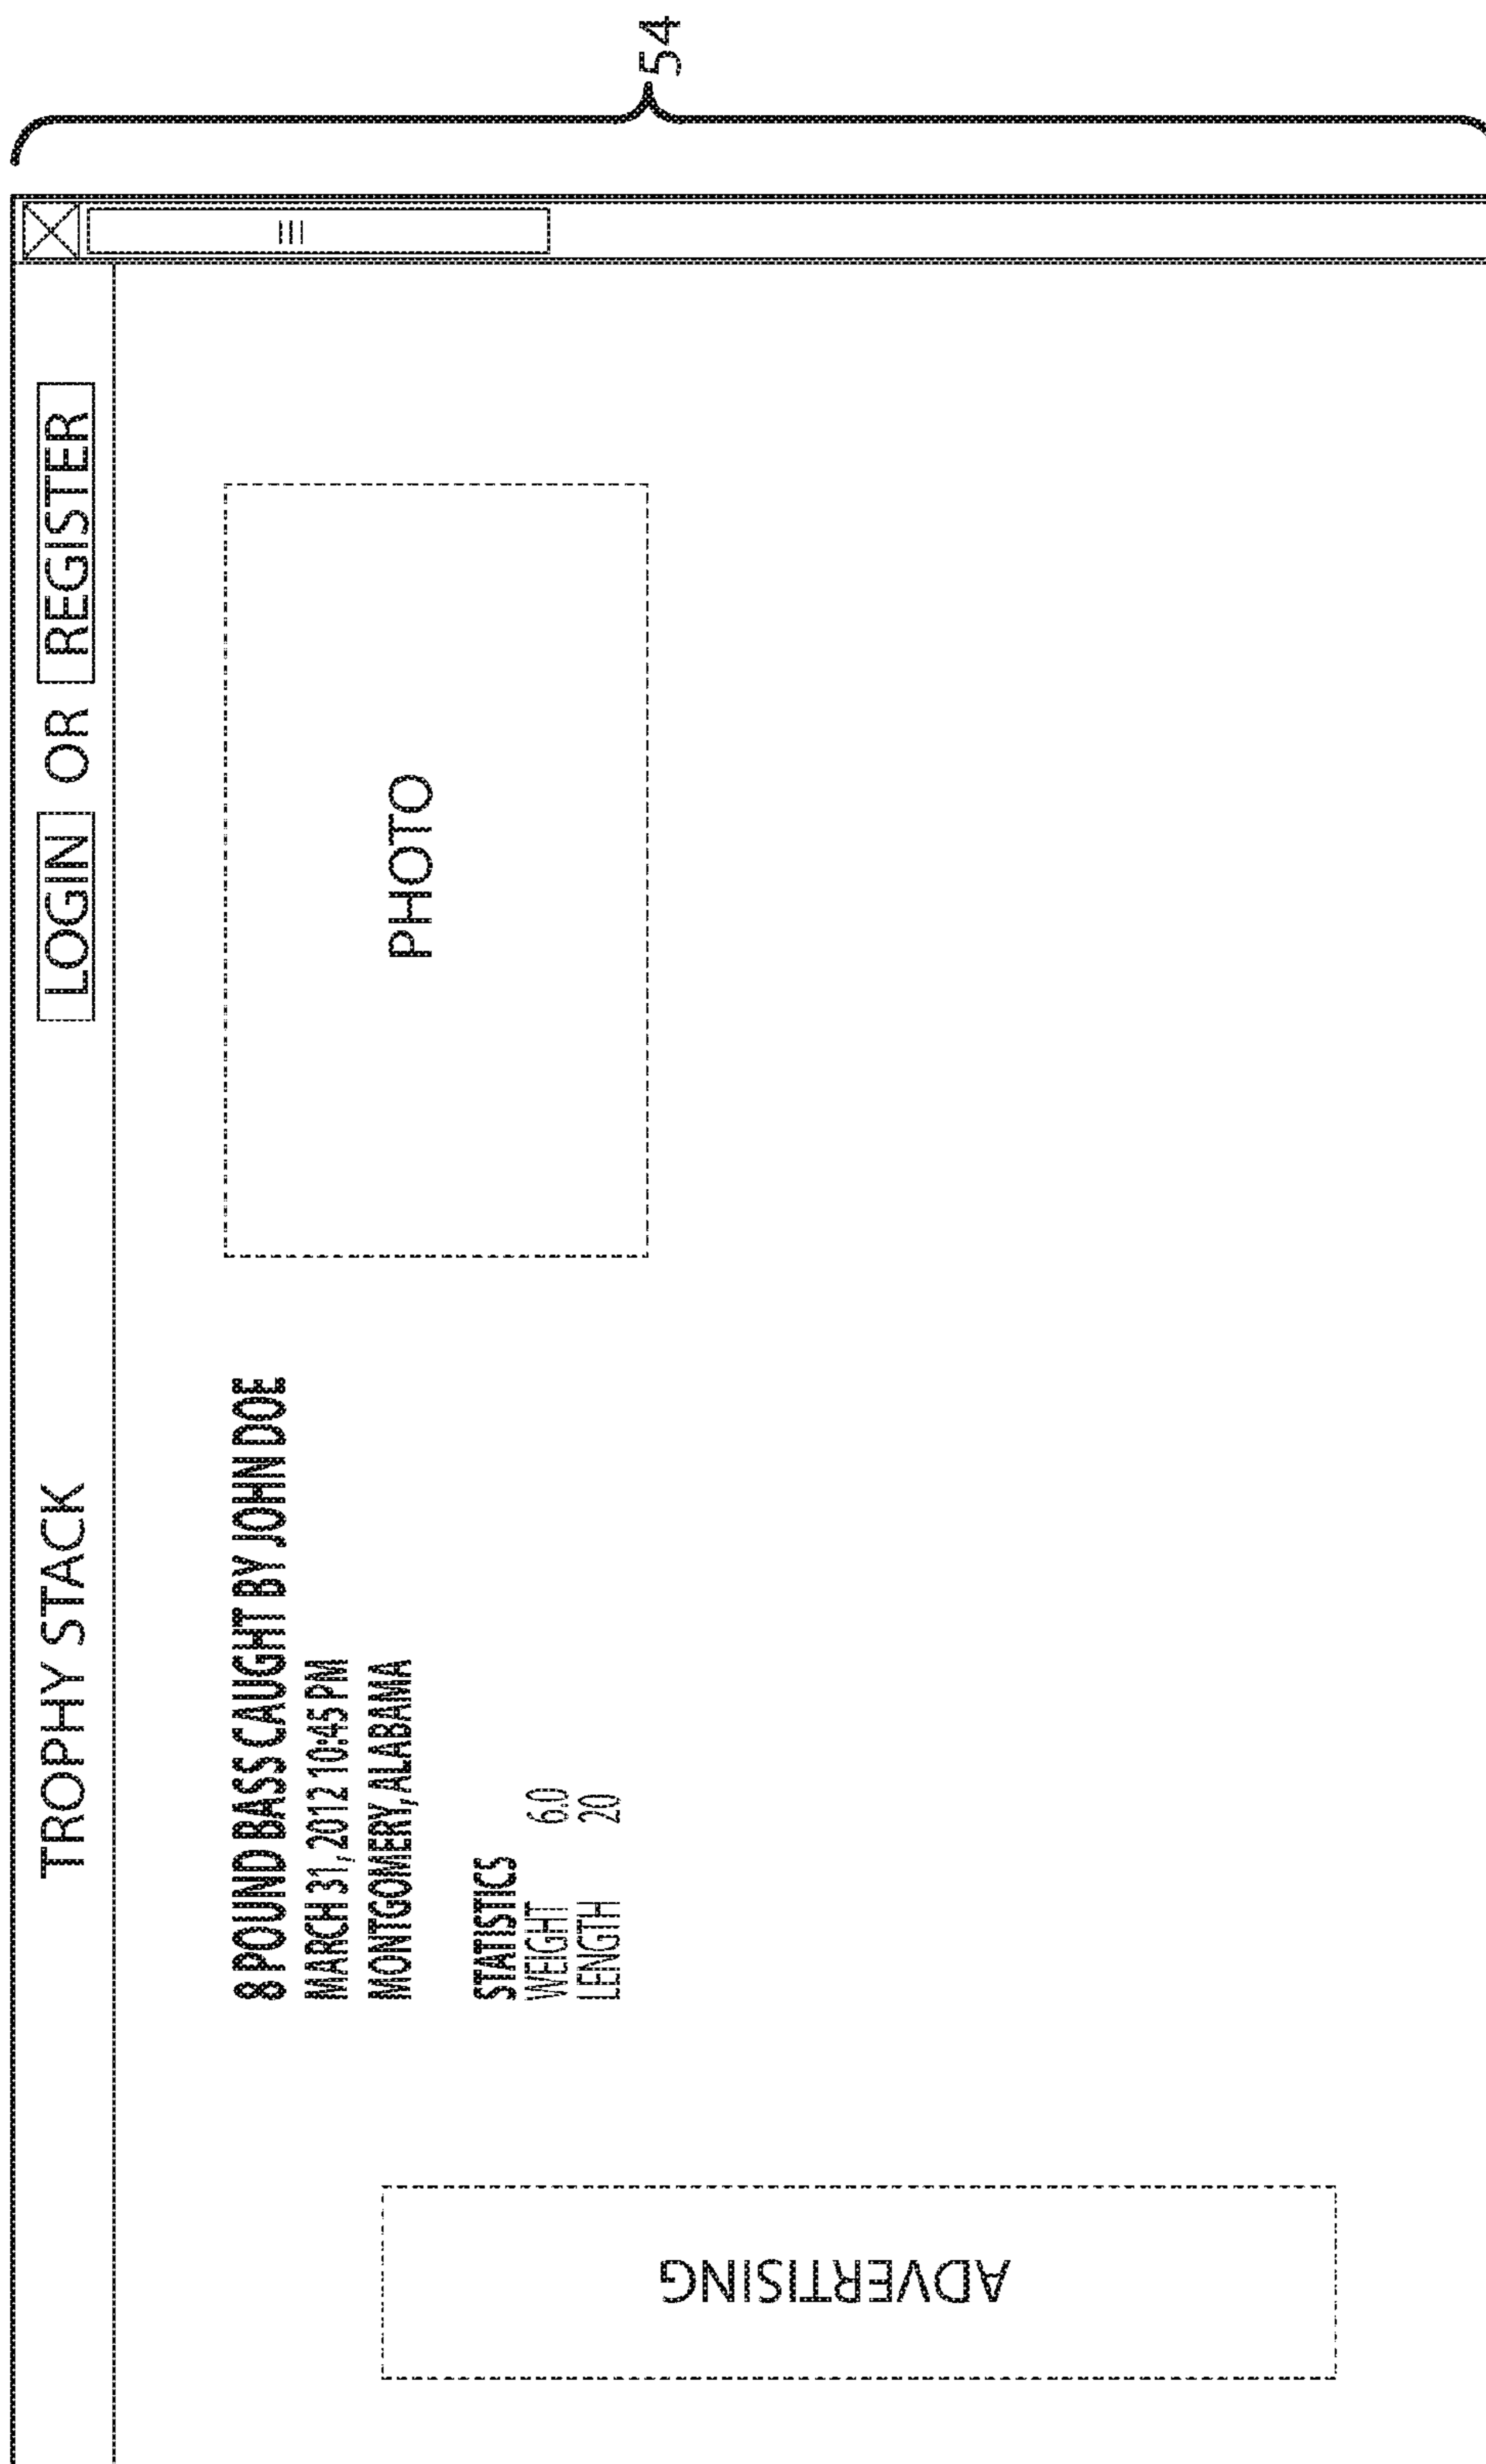 TROPHY STACK
LOGIN OR REGISTER
8 POUND BASS CAUGHT BY JOHN DOE
MARCH 31, 2012 10:45 PM
MONTGOMERY, ALABAMA
STATISTICS
WEIGHT 6.0
LENGTH 20
PHOTO
ADVERTISING
54